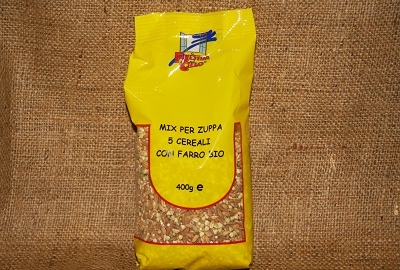 MIX PER ZUPPA
5 CEREALI
CON FARRO BIO
400g e